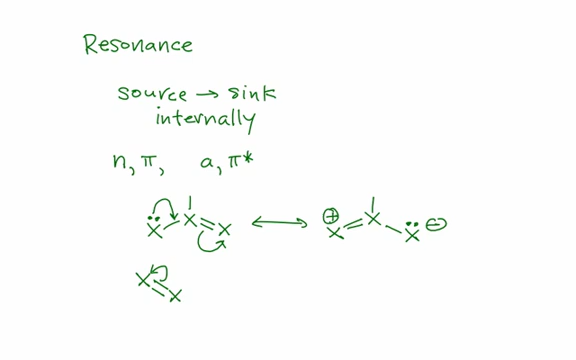 Resonance
source → sink
internally
n, π, a, π*
Ẍ X X ↔ ⊕ X X Ẍ ⊖
X X